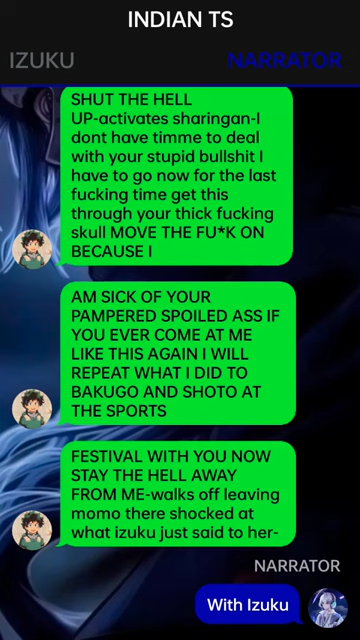 INDIAN TS
IZUKU
NARRATOR
SHUT THE HELL
UP-activates sharingan-I
dont have timme to deal
with your stupid bullshit I
have to go now for the last
fucking time get this
through your thick fucking
skull MOVE THE FU*K ON
BECAUSE I
AM SICK OF YOUR
PAMPERED SPOILED ASS IF
YOU EVER COME AT ME
LIKE THIS AGAIN I WILL
REPEAT WHAT I DID TO
BAKUGO AND SHOTO AT
THE SPORTS
FESTIVAL WITH YOU NOW
STAY THE HELL AWAY
FROM ME-walks off leaving
momo there shocked at
what izuku just said to her-
NARRATOR
With Izuku